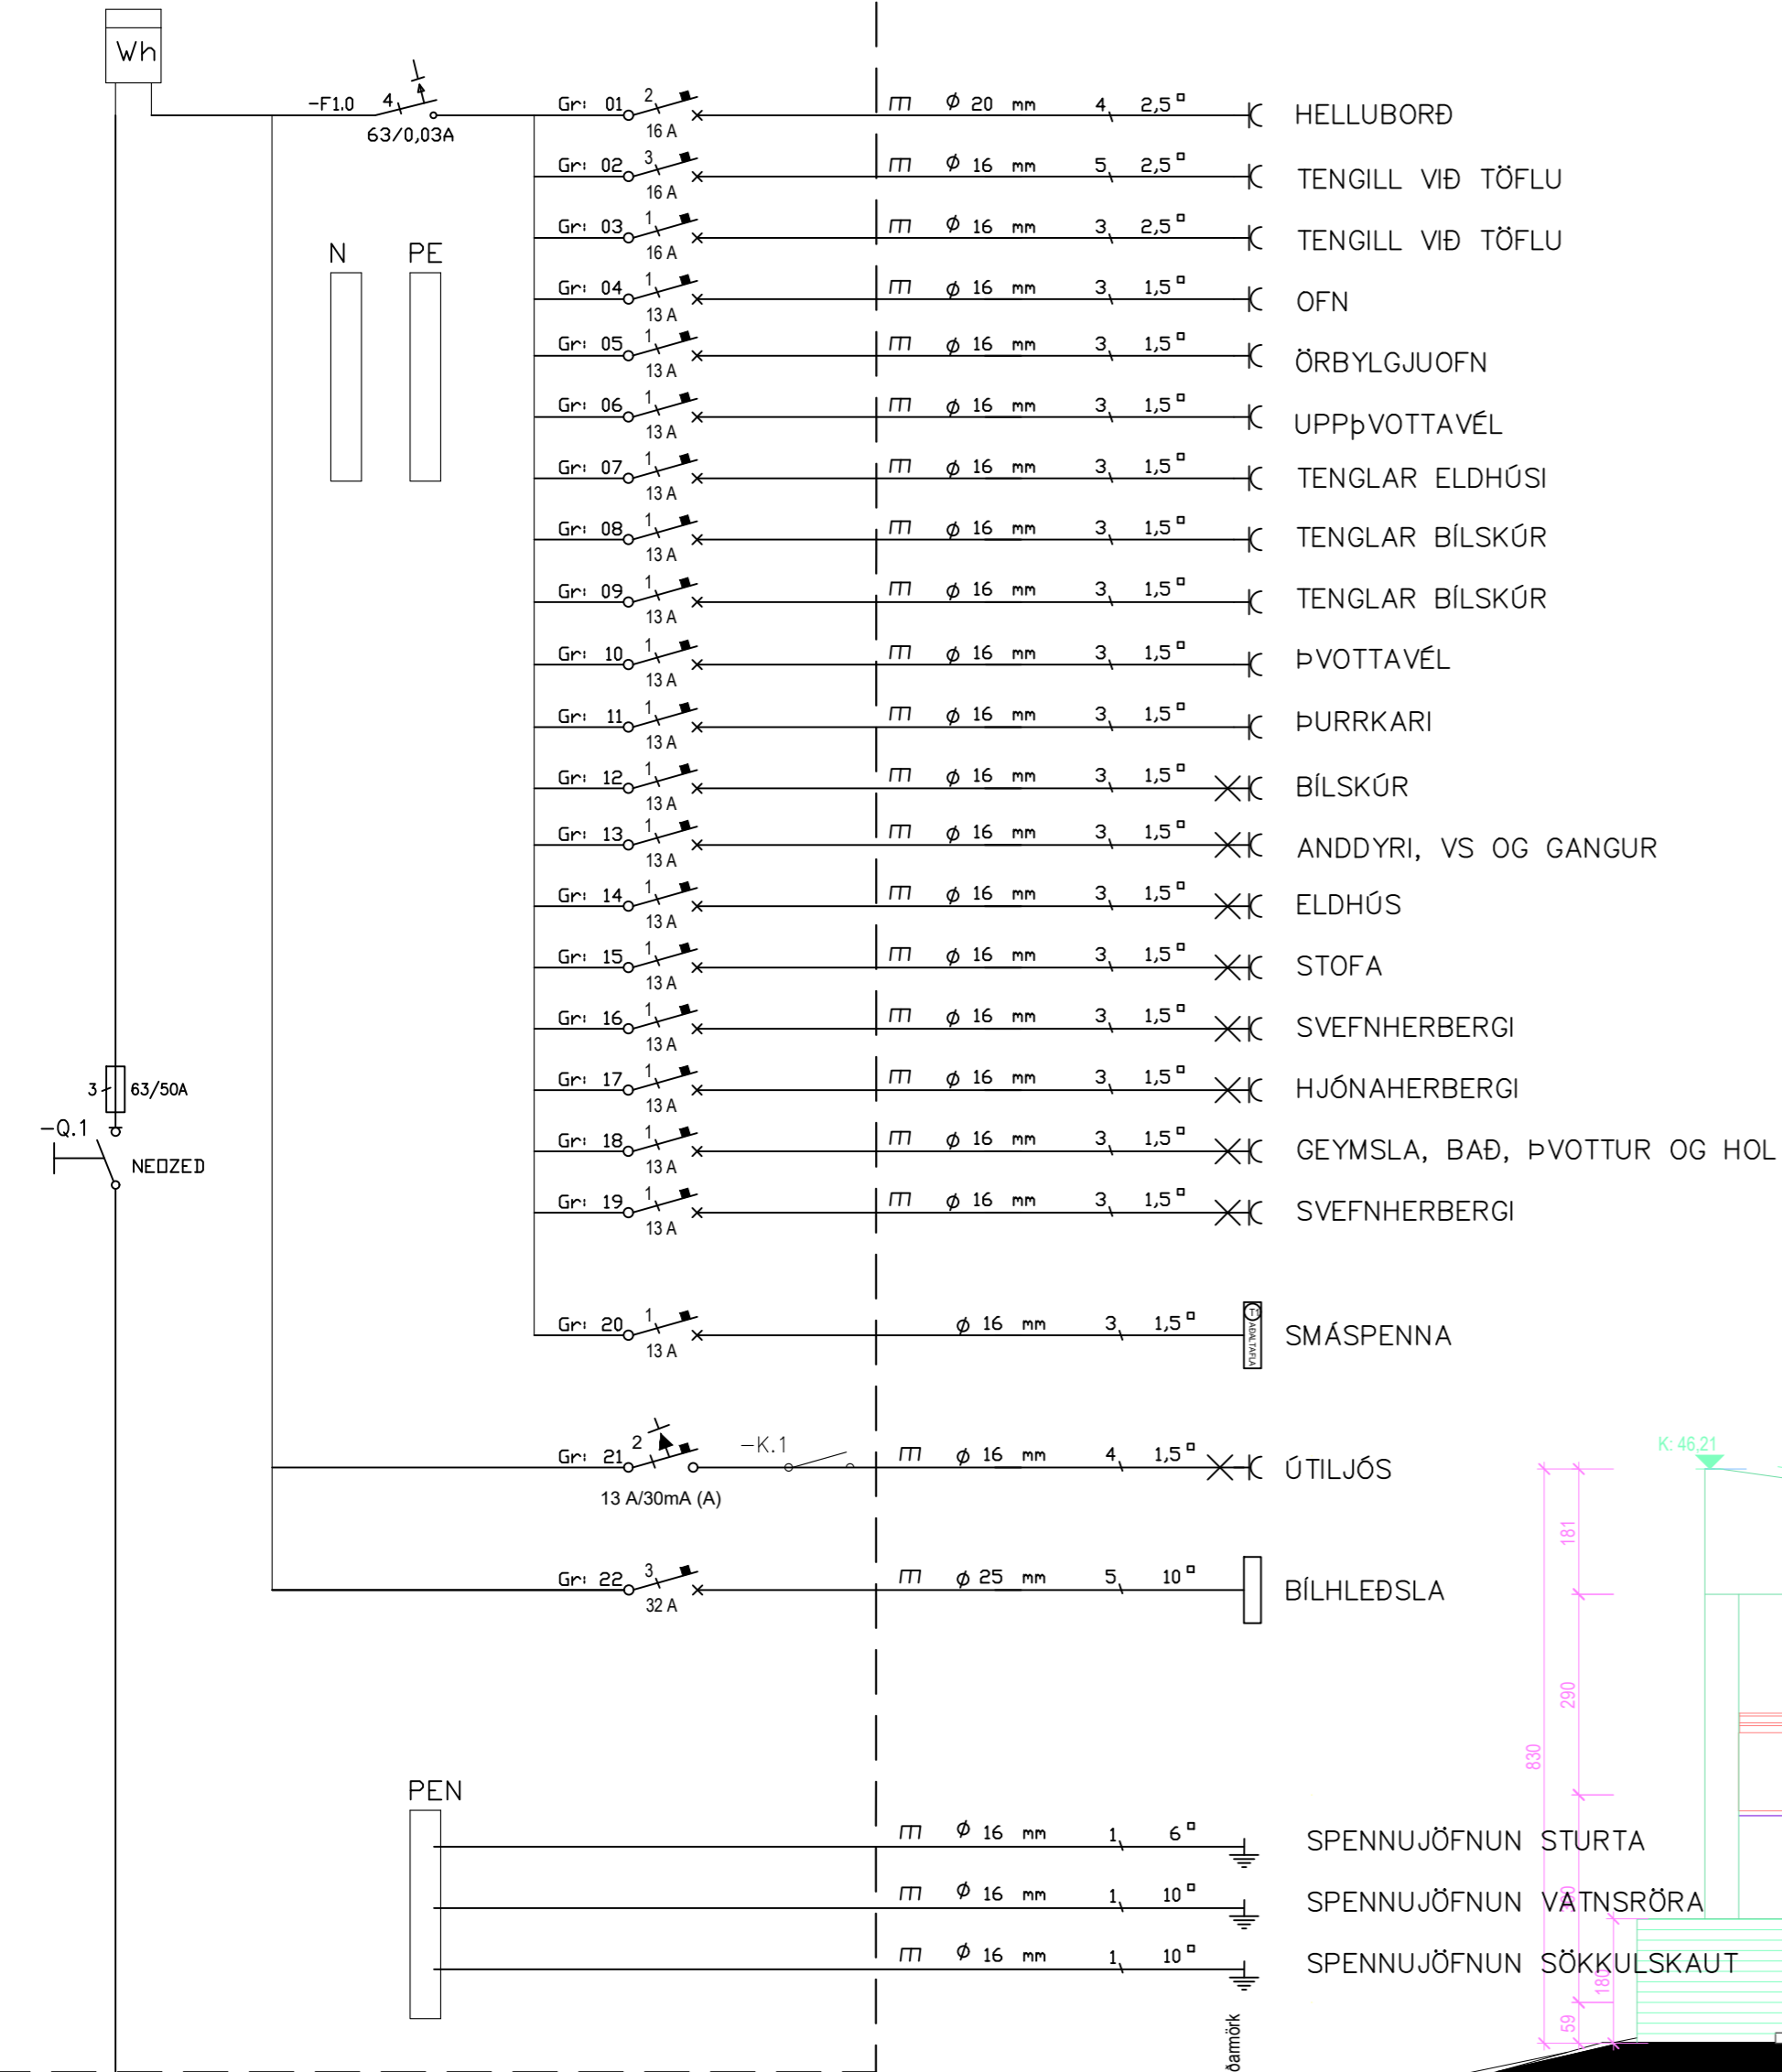 Wh
-F1.0 4 63/0,03A
Gr: 01 2 16 A Ø 20 mm 4 2,5 HELLUBORÐ
Gr: 02 3 16 A Ø 16 mm 5 2,5 TENGILL VIÐ TÖFLU
Gr: 03 1 16 A Ø 16 mm 3 2,5 TENGILL VIÐ TÖFLU
N PE
Gr: 04 1 13 A Ø 16 mm 3 1,5 OFN
Gr: 05 1 13 A Ø 16 mm 3 1,5 ÖRBYLGJUOFN
Gr: 06 1 13 A Ø 16 mm 3 1,5 UPPþVOTTAVÉL
Gr: 07 1 13 A Ø 16 mm 3 1,5 TENGLAR ELDHÚSI
Gr: 08 1 13 A Ø 16 mm 3 1,5 TENGLAR BÍLSKÚR
Gr: 09 1 13 A Ø 16 mm 3 1,5 TENGLAR BÍLSKÚR
Gr: 10 1 13 A Ø 16 mm 3 1,5 ÞVOTTAVÉL
Gr: 11 1 13 A Ø 16 mm 3 1,5 ÞURRKARI
Gr: 12 1 13 A Ø 16 mm 3 1,5 BÍLSKÚR
Gr: 13 1 13 A Ø 16 mm 3 1,5 ANDDYRI, VS OG GANGUR
Gr: 14 1 13 A Ø 16 mm 3 1,5 ELDHÚS
Gr: 15 1 13 A Ø 16 mm 3 1,5 STOFA
Gr: 16 1 13 A Ø 16 mm 3 1,5 SVEFNHERBERGI
Gr: 17 1 13 A Ø 16 mm 3 1,5 HJÓNAHERBERGI
Gr: 18 1 13 A Ø 16 mm 3 1,5 GEYMSLA, BAÐ, ÞVOTTUR OG HOL
Gr: 19 1 13 A Ø 16 mm 3 1,5 SVEFNHERBERGI
3 63/50A
-Q.1
NEOZED
Gr: 20 1 13 A Ø 16 mm 3 1,5 T1 AÐALTAFLA SMÁSPENNA
Gr: 21 2 13 A/30mA (A) -K.1 Ø 16 mm 4 1,5 ÚTILJÓS
Gr: 22 3 32 A Ø 25 mm 5 10 BÍLHLEÐSLA
K: 46,21
181
290
830
180
59
PEN
Ø 16 mm 1 6 SPENNUJÖFNUN STURTA
Ø 16 mm 1 10 SPENNUJÖFNUN VATNSRÖRA
Ø 16 mm 1 10 SPENNUJÖFNUN SÖKKULSKAUT
ðarmörk